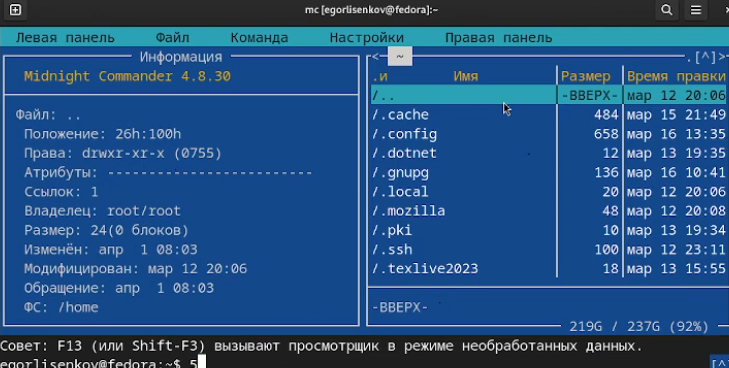 mc [egorlisenkov@fedora]:~
Левая панель Файл Команда Настройки Правая панель
Информация
Midnight Commander 4.8.30
Файл: ..
Положение: 26h:100h
Права: drwxr-xr-x (0755)
Атрибуты: -------------------------
Ссылок: 1
Владелец: root/root
Размер: 24(0 блоков)
Изменён: апр 1 08:03
Модифицирован: мар 12 20:06
Обращение: апр 1 08:03
ФС: /home
<- ~ .[^]>
.и Имя Размер Время правки
/.. -ВВЕРХ- мар 12 20:06
/.cache 484 мар 15 21:49
/.config 658 мар 16 13:35
/.dotnet 12 мар 13 19:35
/.gnupg 136 мар 16 10:41
/.local 20 мар 12 20:06
/.mozilla 48 мар 12 20:08
/.pki 10 мар 13 19:34
/.ssh 100 мар 12 23:11
/.texlive2023 18 мар 13 15:55
-ВВЕРХ-
219G / 237G (92%)
Совет: F13 (или Shift-F3) вызывают просмотрщик в режиме необработанных данных.
egorlisenkov@fedora:~$ 5 [^]